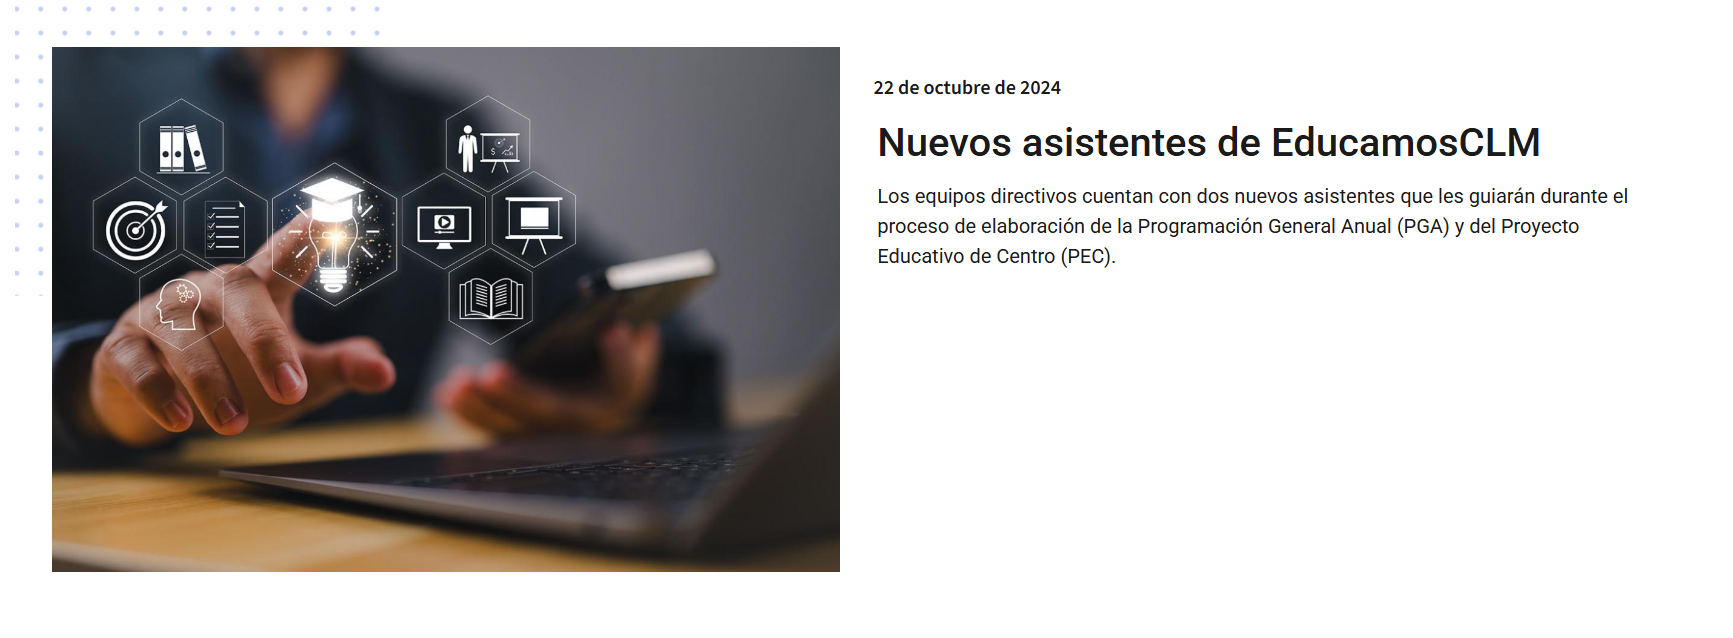 22 de octubre de 2024
Nuevos asistentes de EducamosCLM
Los equipos directivos cuentan con dos nuevos asistentes que les guiarán durante el
proceso de elaboración de la Programación General Anual (PGA) y del Proyecto
Educativo de Centro (PEC).